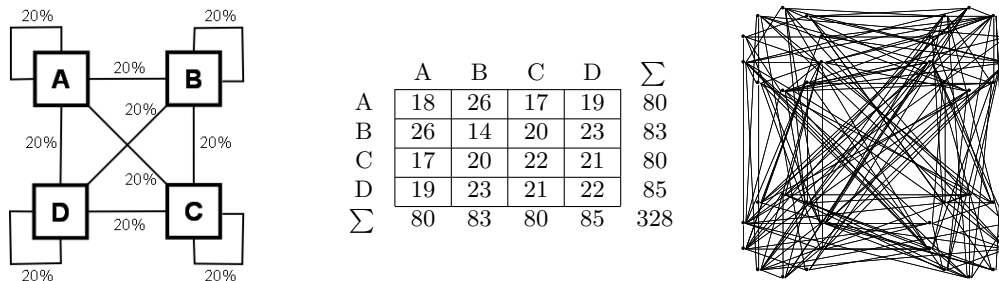 20% 20%
A 20% B
20%
20% 20%
20%
D 20% C
20% 20%
A B C D ∑
A 18 26 17 19 80
B 26 14 20 23 83
C 17 20 22 21 80
D 19 23 21 22 85
∑ 80 83 80 85 328